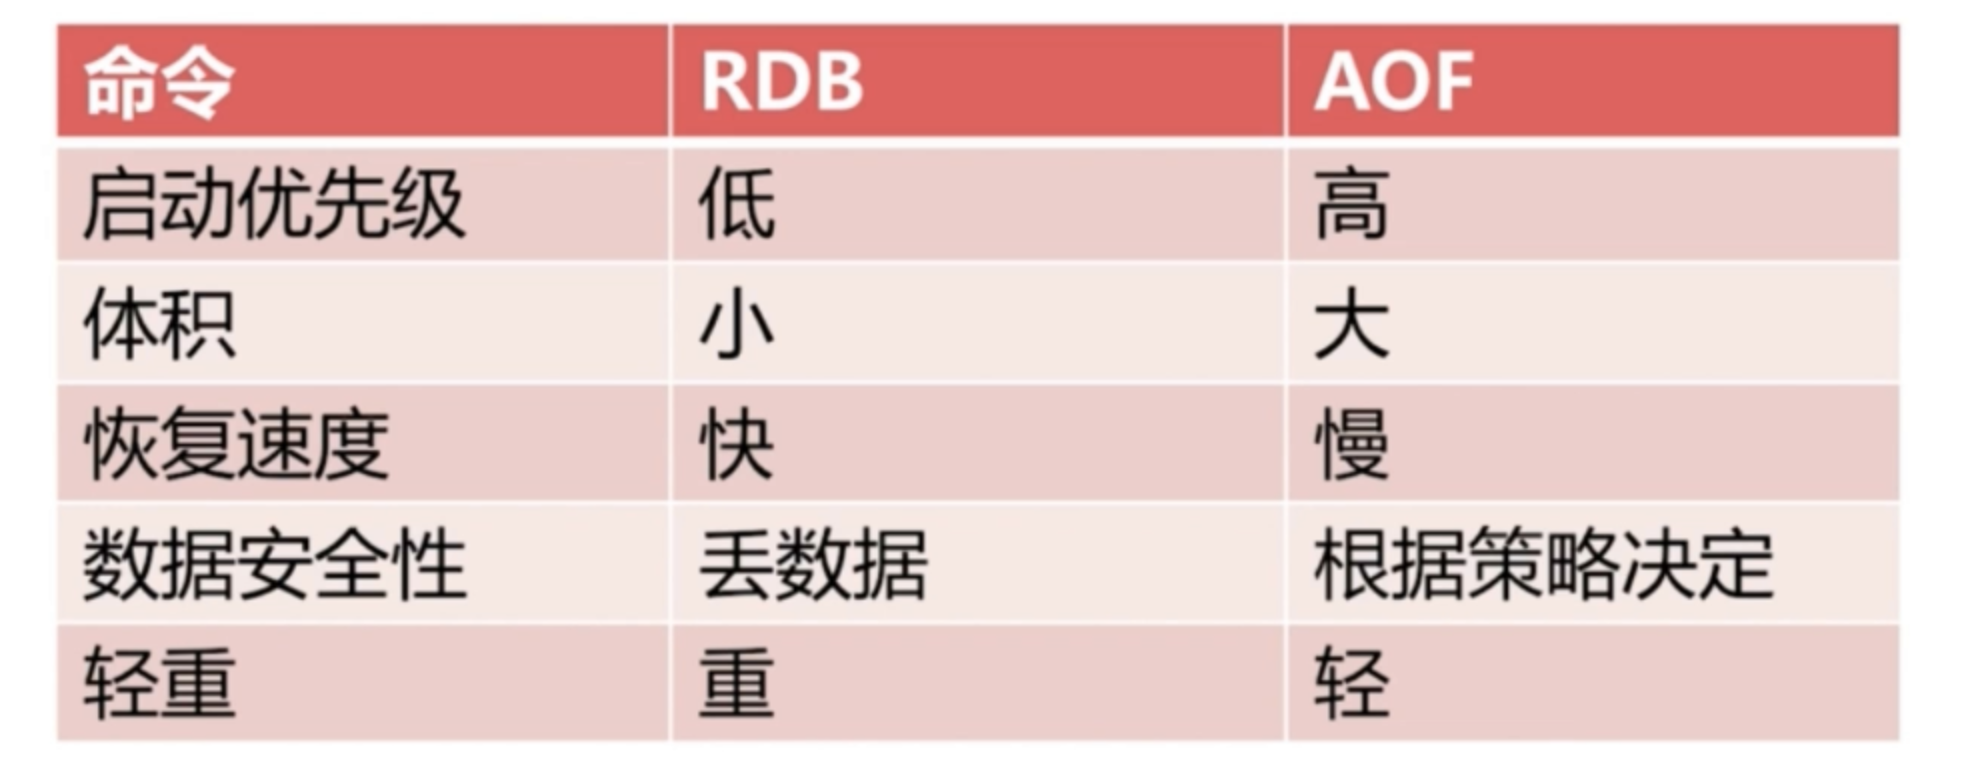 命令 RDB AOF
启动优先级 低 高
体积 小 大
恢复速度 快 慢
数据安全性 丢数据 根据策略决定
轻重 重 轻